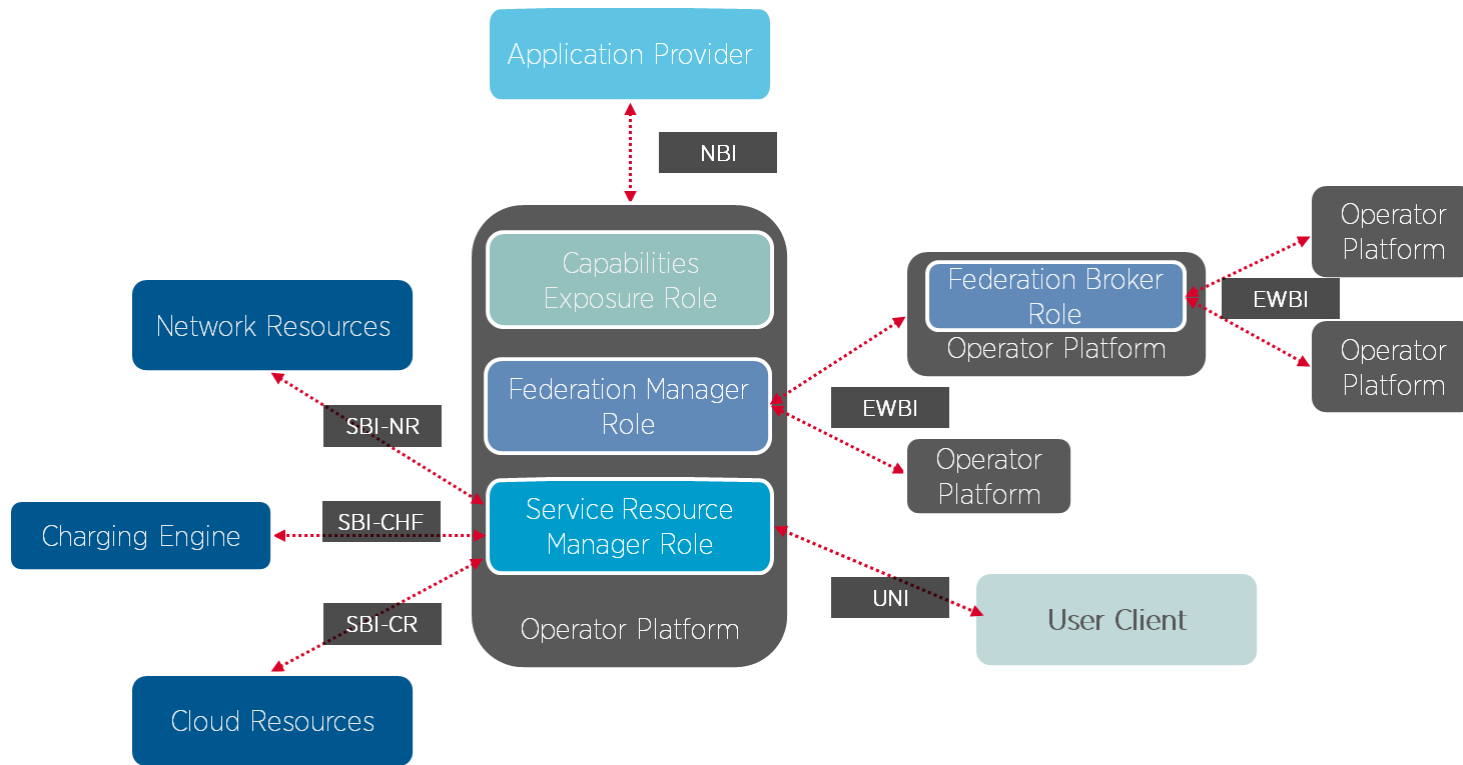 Application Provider
NBI
Capabilities
Exposure Role
Operator
Platform
Federation Broker
Role
Operator Platform
EWBI
Network Resources
Operator
Platform
Federation Manager
Role
EWBI
SBI-NR
Operator
Platform
Service Resource
Manager Role
SBI-CHF
Charging Engine
UNI
User Client
SBI-CR
Operator Platform
Cloud Resources